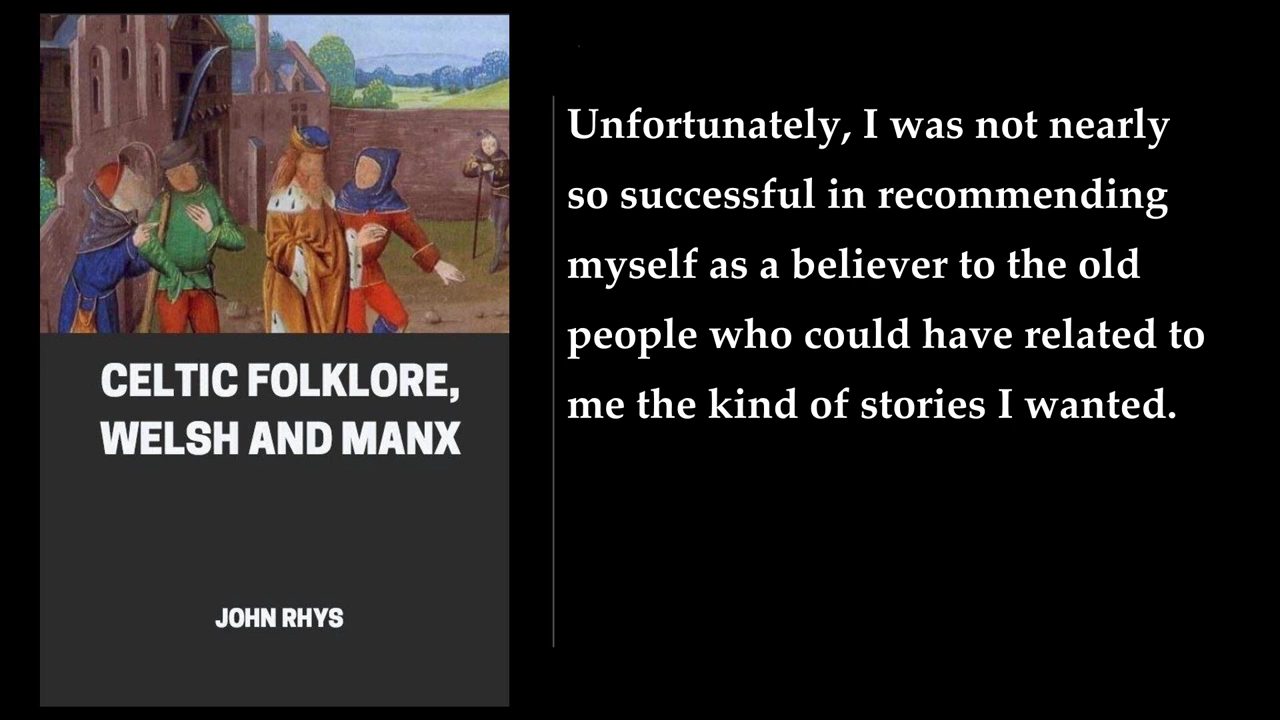 CELTIC FOLKLORE,
WELSH AND MANX
JOHN RHYS
Unfortunately, I was not nearly
so successful in recommending
myself as a believer to the old
people who could have related to
me the kind of stories I wanted.